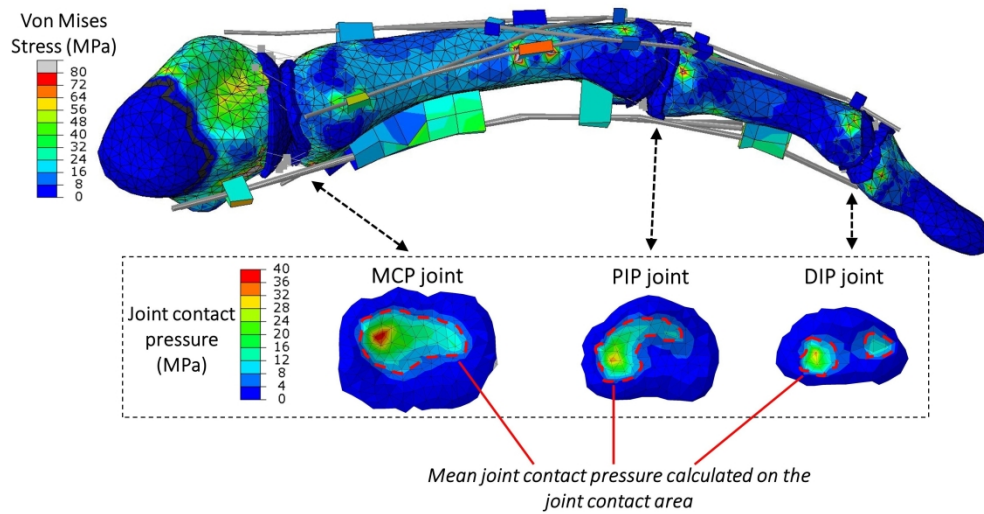 Von Mises
Stress (MPa)
80
72
64
56
48
40
32
24
16
8
0
MCP joint
PIP joint
DIP joint
Joint contact
pressure
(MPa)
40
36
32
28
24
20
16
12
8
4
0
Mean joint contact pressure calculated on the
joint contact area